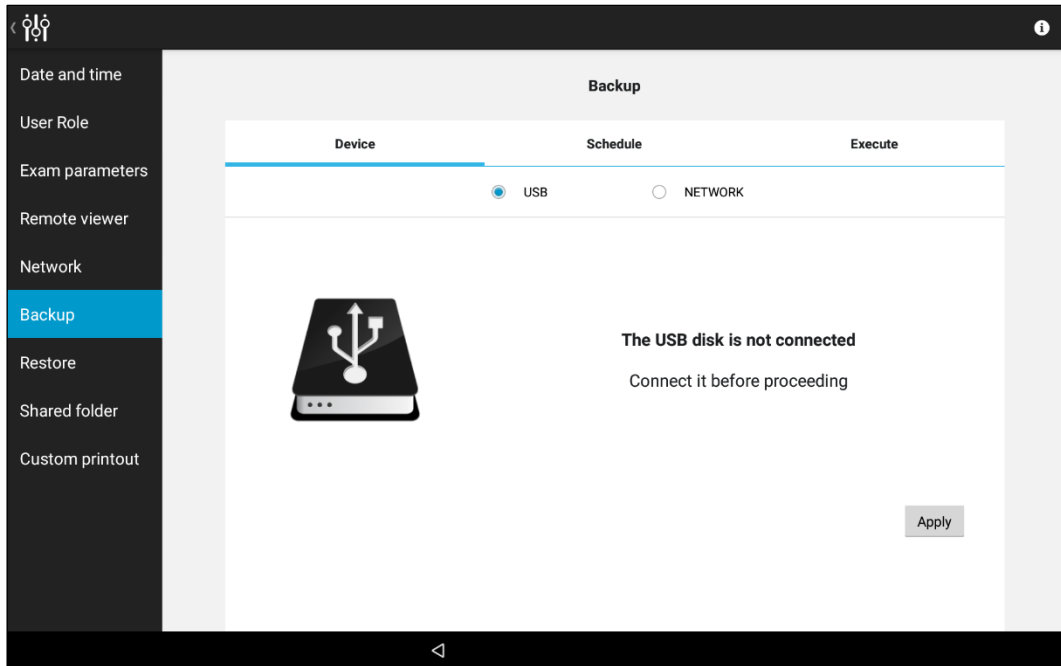 Date and time
User Role
Exam parameters
Remote viewer
Network
Backup
Restore
Shared folder
Custom printout
Backup
Device Schedule Execute
USB NETWORK
The USB disk is not connected
Connect it before proceeding
Apply